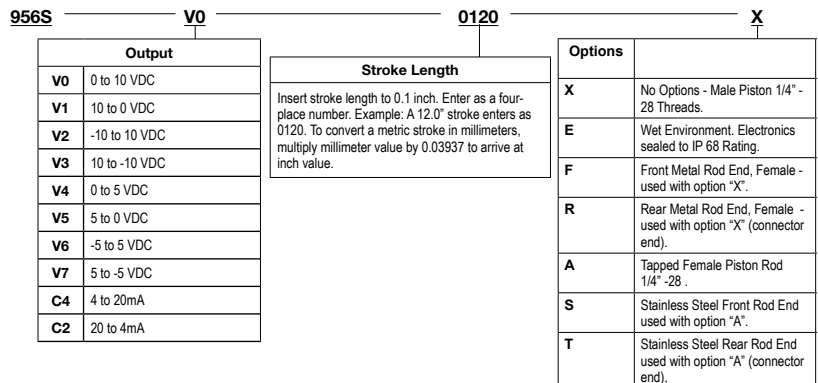 956S V0 0120 X
Output
V0 0 to 10 VDC
V1 10 to 0 VDC
V2 -10 to 10 VDC
V3 10 to -10 VDC
V4 0 to 5 VDC
V5 5 to 0 VDC
V6 -5 to 5 VDC
V7 5 to -5 VDC
C4 4 to 20mA
C2 20 to 4mA
Stroke Length
Insert stroke length to 0.1 inch. Enter as a four-
place number. Example: A 12.0” stroke enters as
0120. To convert a metric stroke in millimeters,
multiply millimeter value by 0.03937 to arrive at
inch value.
Options
X No Options - Male Piston 1/4” -
28 Threads.
E Wet Environment. Electronics
sealed to IP 68 Rating.
F Front Metal Rod End, Female -
used with option “X”.
R Rear Metal Rod End, Female -
used with option “X” (connector
end).
A Tapped Female Piston Rod
1/4” -28 .
S Stainless Steel Front Rod End
used with option “A”.
T Stainless Steel Rear Rod End
used with option “A” (connector
end),